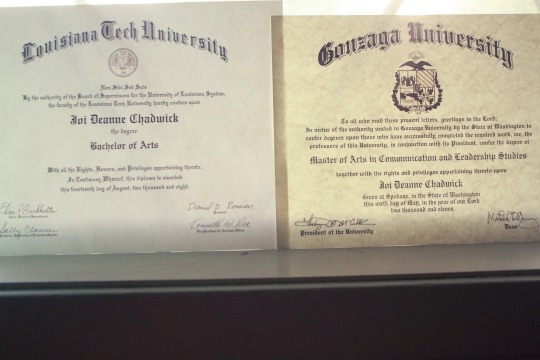 Louisiana Tech University
Non Sibi Sed Suis
By the authority of the Board of Supervisors for the University of Louisiana System,
the faculty of the Louisiana Tech University hereby confers upon
Joi Deanne Chadwick
the degree
Bachelor of Arts
With all the Rights, Honors, and Privileges appertaining thereto.
In Testimony Whereof, this diploma is awarded
this fourteenth day of August, two thousand and eight.
President
Gonzaga University
To all who read these present letters, greetings in the Lord:
In virtue of the authority vested in Gonzaga University by the State of Washington to
confer degrees upon those who have successfully completed the required work, we, the
professors of this University, in conjunction with its President, confer the degree of
Master of Arts in Communication and Leadership Studies
together with the rights and privileges appertaining thereto upon
Joi Deanne Chadwick
Given at Spokane, in the State of Washington
this sixth day of May, in the year of our Lord
two thousand and eleven.
President of the University
Dean